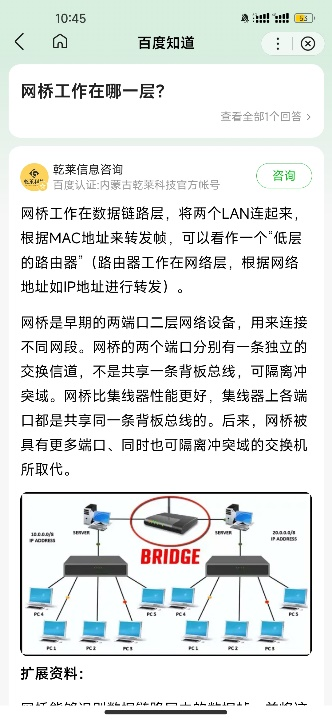 10:45
53
百度知道
网桥工作在哪一层？
查看全部1个回答
乾莱信息咨询
百度认证:内蒙古乾莱科技官方帐号
咨询
网桥工作在数据链路层，将两个LAN连起来，
根据MAC地址来转发帧，可以看作一个“低层
的路由器”（路由器工作在网络层，根据网络
地址如IP地址进行转发）。
网桥是早期的两端口二层网络设备，用来连接
不同网段。网桥的两个端口分别有一条独立的
交换信道，不是共享一条背板总线，可隔离冲
突域。网桥比集线器性能更好，集线器上各端
口都是共享同一条背板总线的。后来，网桥被
具有更多端口、同时也可隔离冲突域的交换机
所取代。
10.0.0.0/8
IP ADDRESS
SERVER
BRIDGE
SERVER
20.0.0.0/8
IP ADDRESS
PC 4
PC 5
PC 4
PC 5
PC 1
PC 2
PC 3
PC 1
PC 2
PC 3
扩展资料：
网桥能够识别数据链路层中的数据帧，并将这